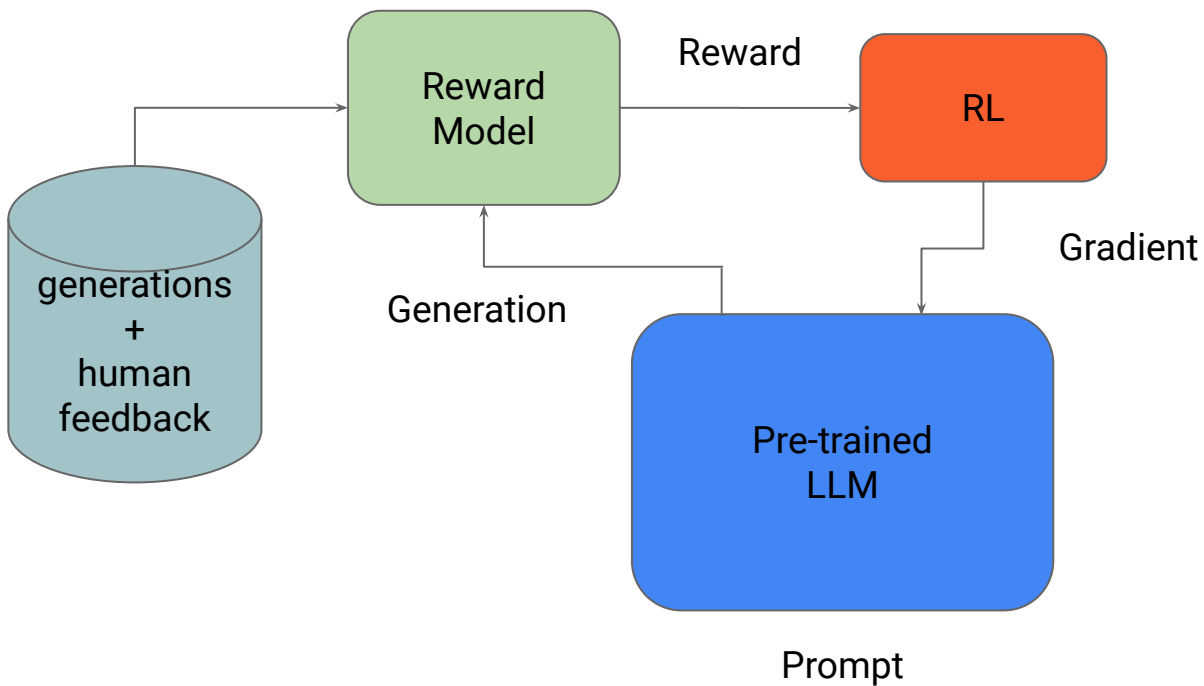 Reward
Model
Reward
RL
Gradient
generations
+
human
feedback
Generation
Pre-trained
LLM
Prompt